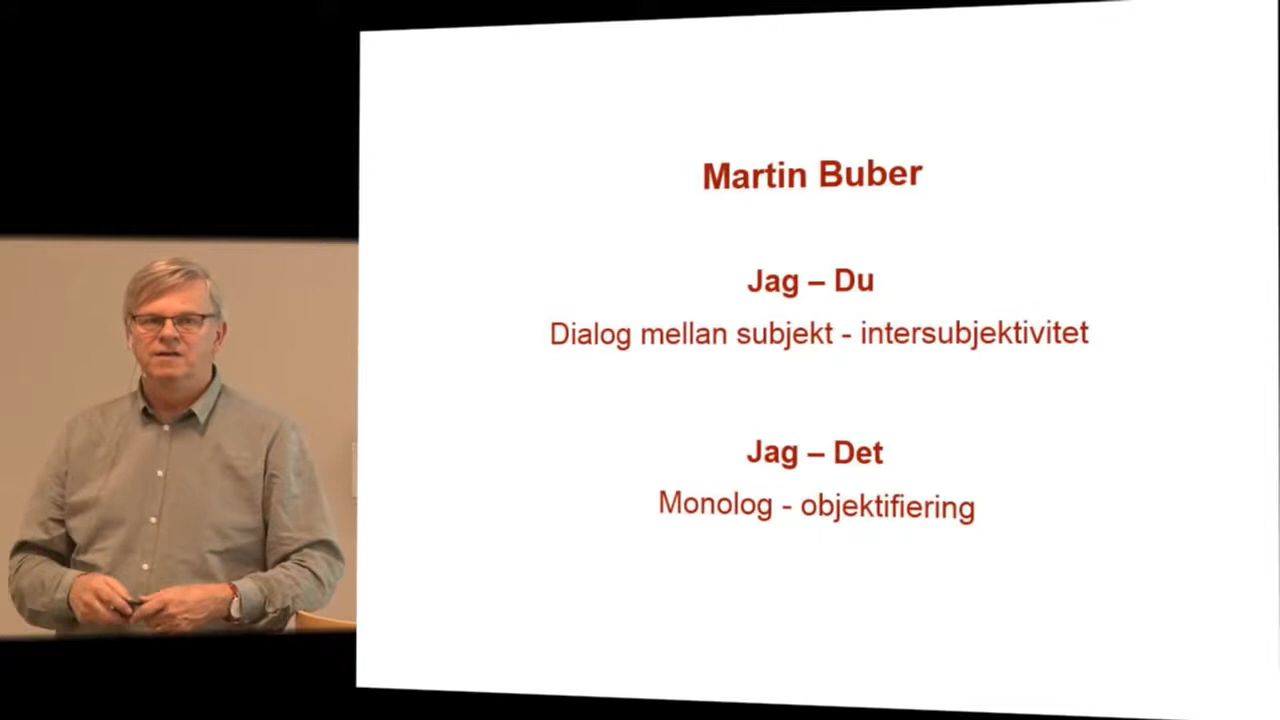 Martin Buber
Jag – Du
Dialog mellan subjekt - intersubjektivitet
Jag – Det
Monolog - objektifiering